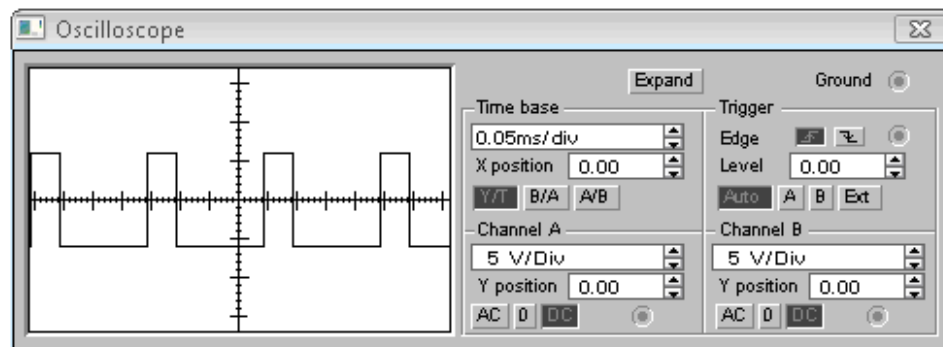 Oscilloscope
Expand Ground
Time base Trigger
0.05ms/div Edge
X position 0.00 Level 0.00
Y/T B/A A/B Auto A B Ext
Channel A Channel B
5 V/Div 5 V/Div
Y position 0.00 Y position 0.00
AC 0 DC AC 0 DC